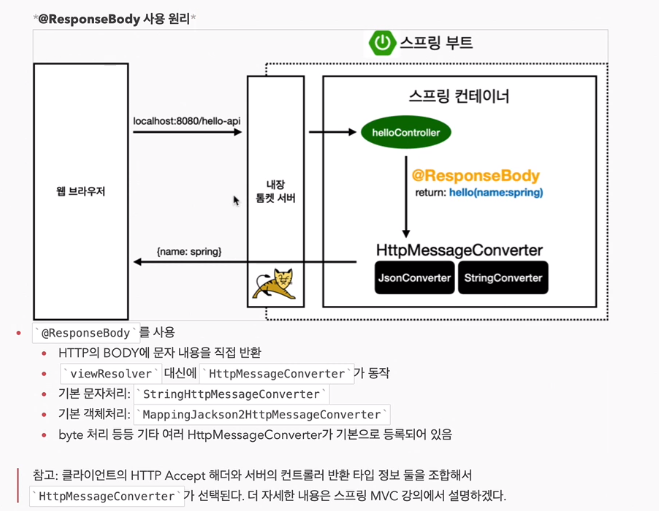 *@ResponseBody 사용 원리*
스프링 부트
스프링 컨테이너
localhost:8080/hello-api
helloController
@ResponseBody
return: hello(name:spring)
웹 브라우저
내장
톰켓 서버
{name: spring}
HttpMessageConverter
JsonConverter
StringConverter
• `@ResponseBody`를 사용
• HTTP의 BODY에 문자 내용을 직접 반환
• `viewResolver` 대신에 `HttpMessageConverter`가 동작
• 기본 문자처리: `StringHttpMessageConverter`
• 기본 객체처리: `MappingJackson2HttpMessageConverter`
• byte 처리 등등 기타 여러 HttpMessageConverter가 기본으로 등록되어 있음
참고: 클라이언트의 HTTP Accept 헤더와 서버의 컨트롤러 반환 타입 정보 둘을 조합해서
`HttpMessageConverter`가 선택된다. 더 자세한 내용은 스프링 MVC 강의에서 설명하겠다.